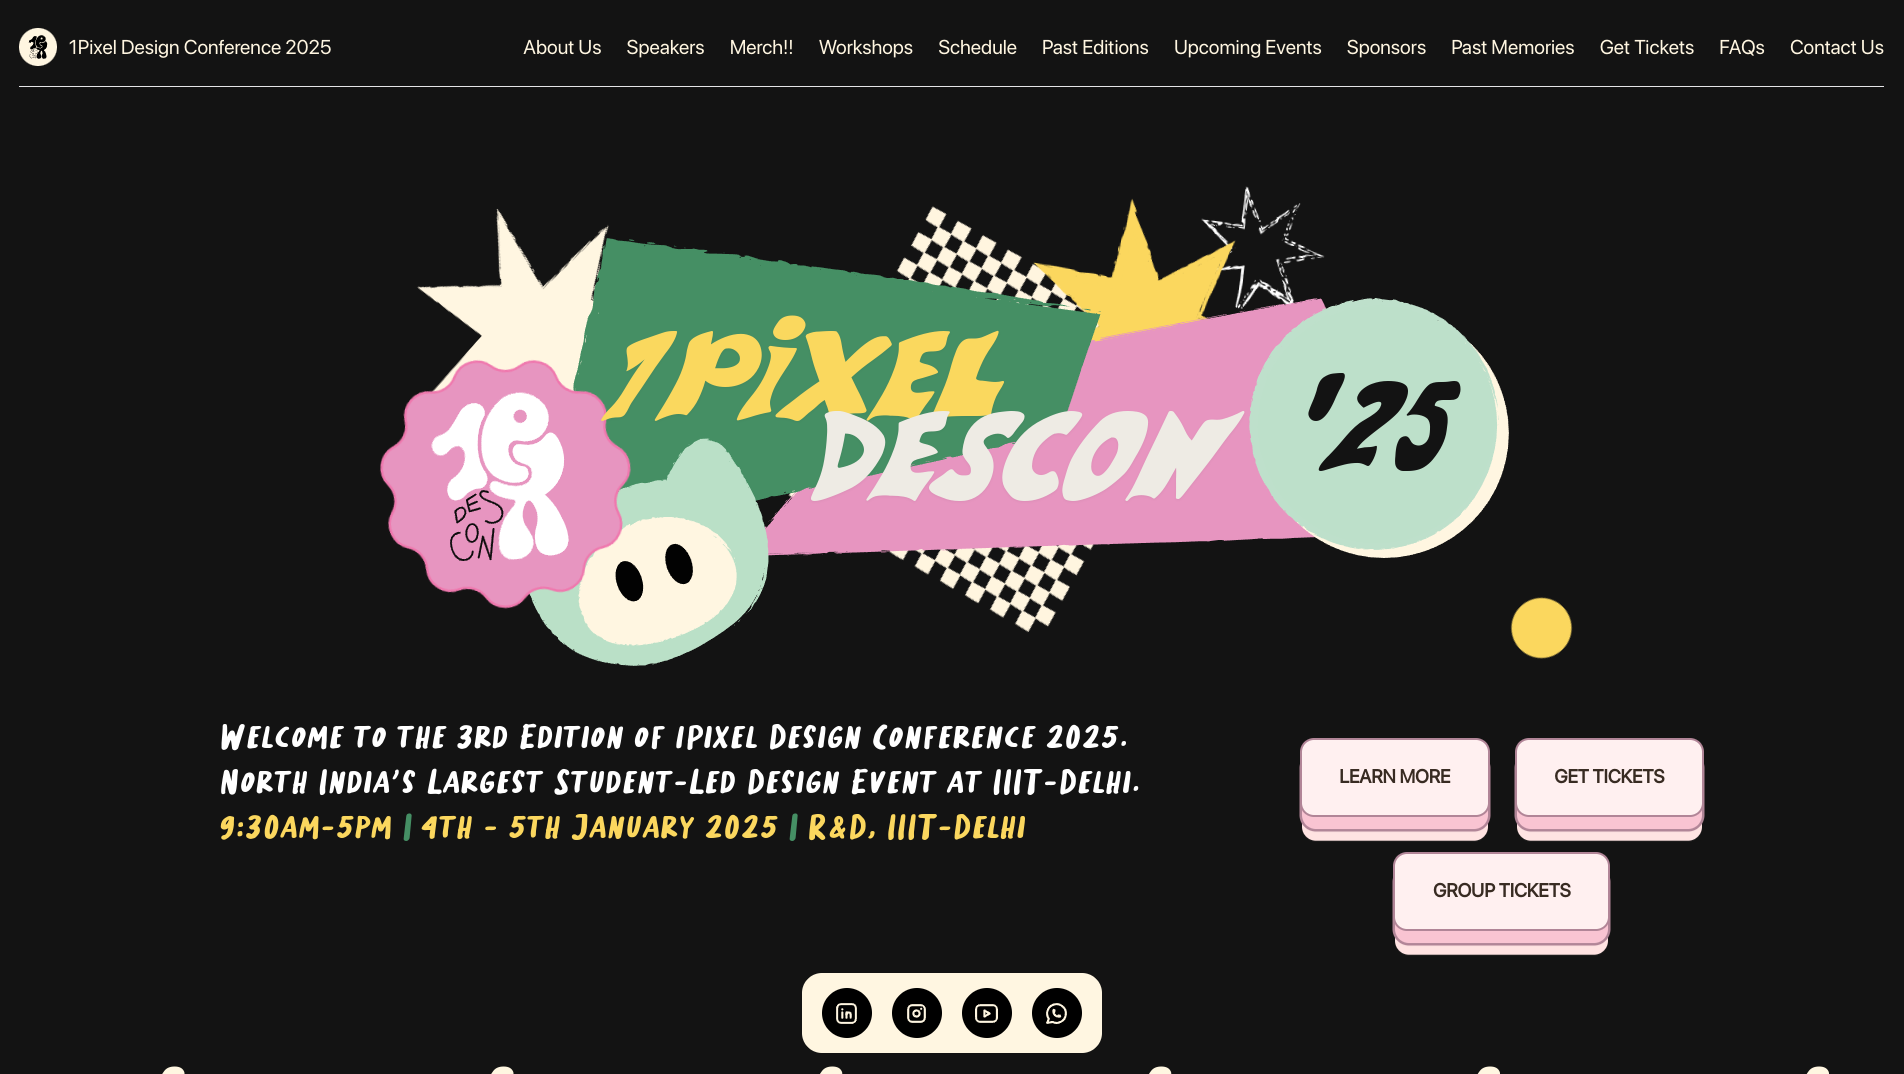 1Pixel Design Conference 2025
About Us Speakers Merch!! Workshops Schedule Past Editions Upcoming Events Sponsors Past Memories Get Tickets FAQs Contact Us
1PiXEL
DESCON
'25
1P
DES
CON
Welcome to the 3rd Edition of 1Pixel Design Conference 2025.
North India's Largest Student-Led Design Event at IIIT-Delhi.
9:30AM-5PM | 4th - 5th January 2025 | R&D, IIIT-Delhi
LEARN MORE
GET TICKETS
GROUP TICKETS